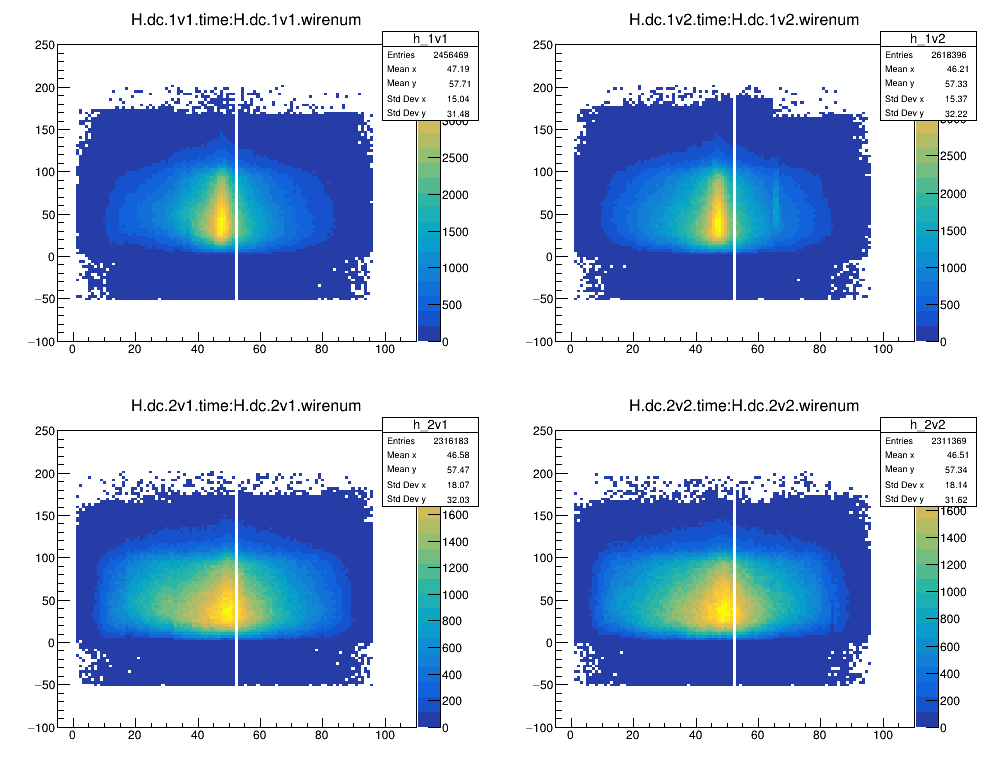 H.dc.1v1.time:H.dc.1v1.wirenum
h_1v1
Entries 2456469
Mean x 47.19
Mean y 57.71
Std Dev x 15.04
Std Dev y 31.48
250
200
150
100
50
0
−50
−100
0 20 40 60 80 100
3000
2500
2000
1500
1000
500
0
H.dc.1v2.time:H.dc.1v2.wirenum
h_1v2
Entries 2618396
Mean x 46.21
Mean y 57.33
Std Dev x 15.37
Std Dev y 32.22
250
200
150
100
50
0
−50
−100
0 20 40 60 80 100
3000
2500
2000
1500
1000
500
0
H.dc.2v1.time:H.dc.2v1.wirenum
h_2v1
Entries 2316183
Mean x 46.58
Mean y 57.47
Std Dev x 18.07
Std Dev y 32.03
250
200
150
100
50
0
−50
−100
0 20 40 60 80 100
1600
1400
1200
1000
800
600
400
200
0
H.dc.2v2.time:H.dc.2v2.wirenum
h_2v2
Entries 2311369
Mean x 46.51
Mean y 57.34
Std Dev x 18.14
Std Dev y 31.62
250
200
150
100
50
0
−50
−100
0 20 40 60 80 100
1600
1400
1200
1000
800
600
400
200
0